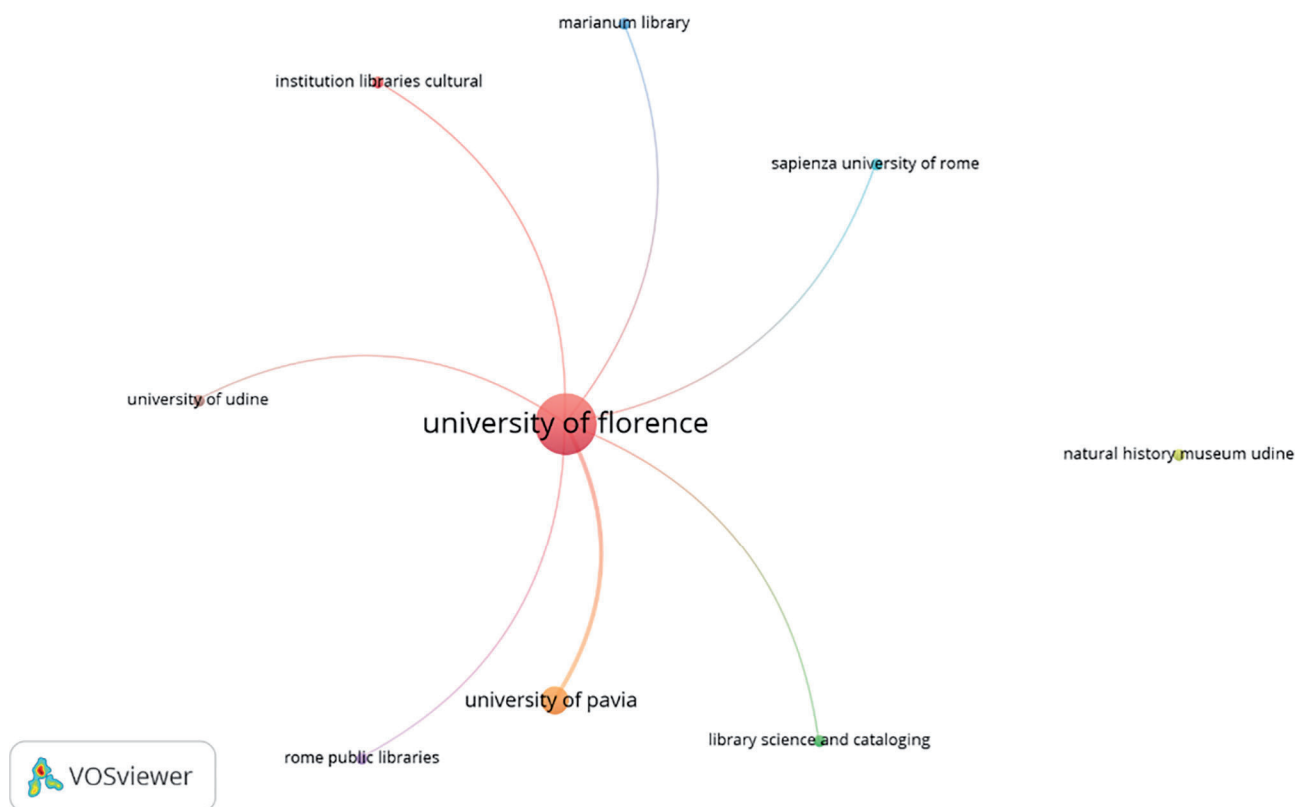 marianum library
institution libraries cultural
sapienza university of rome
university of udine
university of florence
natural history museum udine
university of pavia
library science and cataloging
rome public libraries
VOSviewer